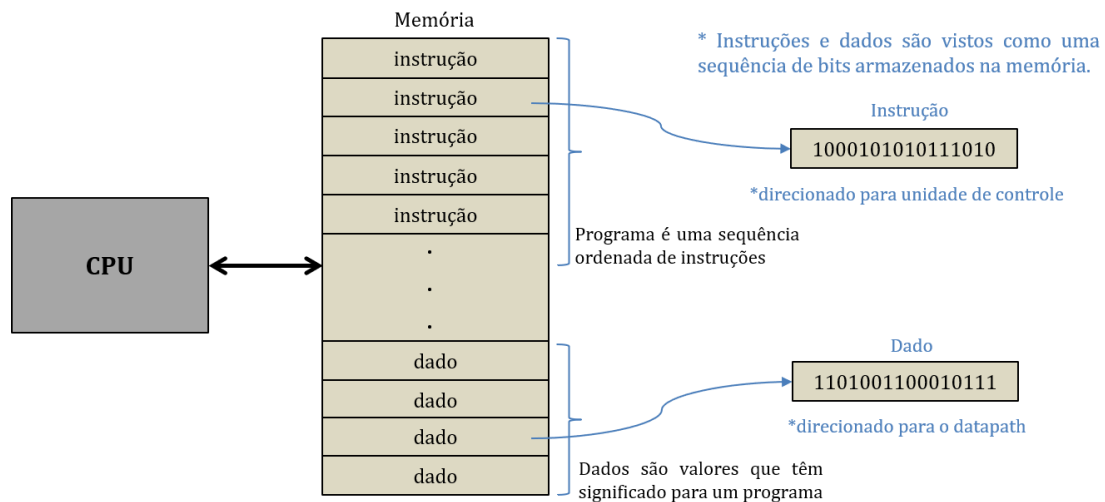 Memória
instrução
instrução
instrução
instrução
instrução
.
.
.
dado
dado
dado
dado
CPU
* Instruções e dados são vistos como uma
sequência de bits armazenados na memória.
Instrução
1000101010111010
*direcionado para unidade de controle
Programa é uma sequência
ordenada de instruções
Dado
1101001100010111
*direcionado para o datapath
Dados são valores que têm
significado para um programa